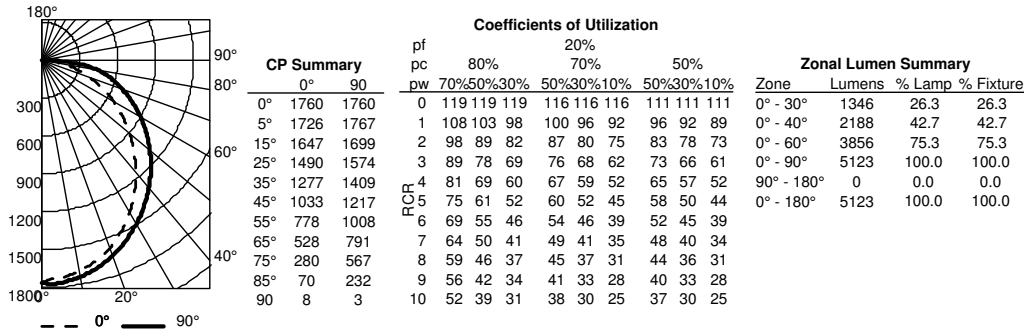 180°
90°
80°
60°
40°
20°
0°
300
600
900
1200
1500
1800
0° 90°
CP Summary
0° 90
0° 1760 1760
5° 1726 1767
15° 1647 1699
25° 1490 1574
35° 1277 1409
45° 1033 1217
55° 778 1008
65° 528 791
75° 280 567
85° 70 232
90 8 3
Coefficients of Utilization
pf 20%
pc 80% 70% 50%
pw 70%50%30% 50%30%10% 50%30%10%
RCR
0 119 119 119 116 116 116 111 111 111
1 108 103 98 100 96 92 96 92 89
2 98 89 82 87 80 75 83 78 73
3 89 78 69 76 68 62 73 66 61
4 81 69 60 67 59 52 65 57 52
5 75 61 52 60 52 45 58 50 44
6 69 55 46 54 46 39 52 45 39
7 64 50 41 49 41 35 48 40 34
8 59 46 37 45 37 31 44 36 31
9 56 42 34 41 33 28 40 33 28
10 52 39 31 38 30 25 37 30 25
Zonal Lumen Summary
Zone Lumens % Lamp % Fixture
0° - 30° 1346 26.3 26.3
0° - 40° 2188 42.7 42.7
0° - 60° 3856 75.3 75.3
0° - 90° 5123 100.0 100.0
90° - 180° 0 0.0 0.0
0° - 180° 5123 100.0 100.0